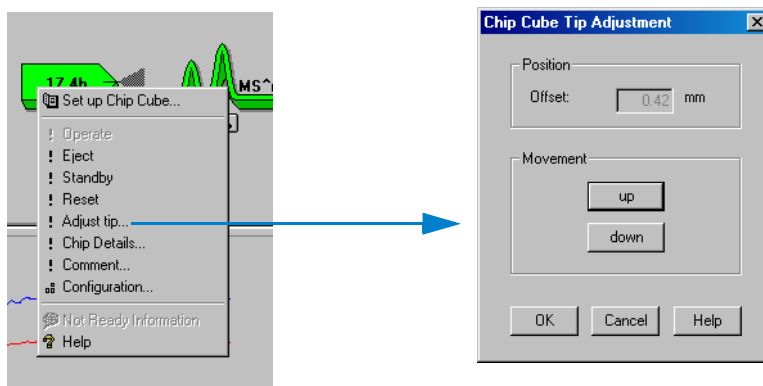 17.4h
MS^
Set up Chip Cube...
! Operate
! Eject
! Standby
! Reset
! Adjust tip...
! Chip Details...
! Comment...
Configuration...
Not Ready Information
Help
Chip Cube Tip Adjustment
Position
Offset: 0.42 mm
Movement
up
down
OK Cancel Help